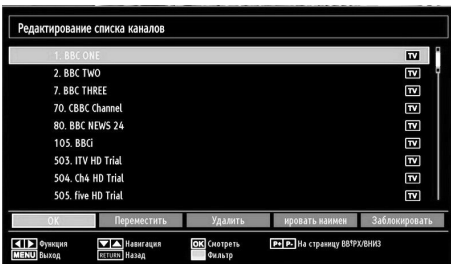 Редактирование списка каналов
1. BBC ONE TV
2. BBC TWO TV
7. BBC THREE TV
70. CBBC Channel TV
80. BBC NEWS 24 TV
105. BBCi TV
503. ITV HD Trial TV
504. Ch4 HD Trial TV
505. five HD Trial TV
OK Переместить Удалить ировать наимен Заблокировать
Функция Навигация OK Смотреть P+ P- На страницу ВВ↑РХ/ВНИЗ
MENU Выход RETURN Назад Фильтр